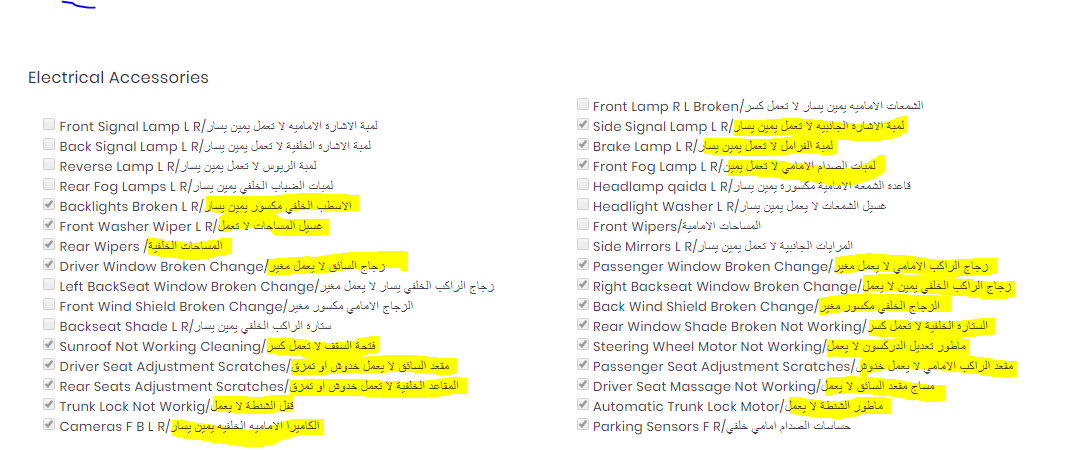 Electrical Accessories
Front Signal Lamp L R/لمبة الاشارة الاماميه لا تعمل يمين يسار
Back Signal Lamp L R/لمبة الاشارة الخلفية لا تعمل يمين يسار
Reverse Lamp L R/لمبة الريوس لا تعمل يمين يسار
Rear Fog Lamps L R/لمبات الضباب الخلفي يمين يسار
Backlights Broken L R/الاسطب الخلفي مكسور يمين يسار
Front Washer Wiper L R/غسيل المساحات لا تعمل
Rear Wipers /المساحات الخلفية
Driver Window Broken Change/زجاج السائق لا يعمل مغير
Left BackSeat Window Broken Change/زجاج الراكب الخلفي يسار لا يعمل مغير
Front Wind Shield Broken Change/الزجاج الامامي مكسور مغير
Backseat Shade L R/ستاره الراكب الخلفي يمين يسار
Sunroof Not Working Cleaning/فتحة السقف لا تعمل كسر
Driver Seat Adjustment Scratches/مقعد السائق لا يعمل خدوش او تمزق
Rear Seats Adjustment Scratches/المقاعد الخلفية لا تعمل خدوش او تمزق
Trunk Lock Not Workig/قفل الشنطة لا يعمل
Cameras F B L R/الكاميرا الاماميه الخلفيه يمين يسار
Front Lamp R L Broken/الشمعات الاماميه يمين يسار لا تعمل كسر
Side Signal Lamp L R/لمبة الاشارة الجانبيه لا تعمل يمين يسار
Brake Lamp L R/لمبة الفرامل لا تعمل يمين يسار
Front Fog Lamp L R/لمبات الصدام الامامي لا تعمل يمين
Headlamp qaida L R/قاعدة الشمعه الامامية مكسورة يمين يسار
Headlight Washer L R/غسيل الشمعات لا يعمل يمين يسار
Front Wipers/المساحات الامامية
Side Mirrors L R/المرايات الجانبية لا تعمل يمين يسار
Passenger Window Broken Change/زجاج الراكب الامامي لا يعمل مغير
Right Backseat Window Broken Change/زجاج الراكب الخلفي يمين لا يعمل
Back Wind Shield Broken Change/الزجاج الخلفي مكسور مغير
Rear Window Shade Broken Not Working/الستاره الخلفية لا تعمل كسر
Steering Wheel Motor Not Working/ماطور تعديل الدركسون لا يعمل
Passenger Seat Adjustment Scratches/مقعد الراكب الامامي لا يعمل خدوش
Driver Seat Massage Not Working/مساج مقعد السائق لا يعمل
Automatic Trunk Lock Motor/ماطور الشنطة لا يعمل
Parking Sensors F R/حساسات الصدام امامي خلفي